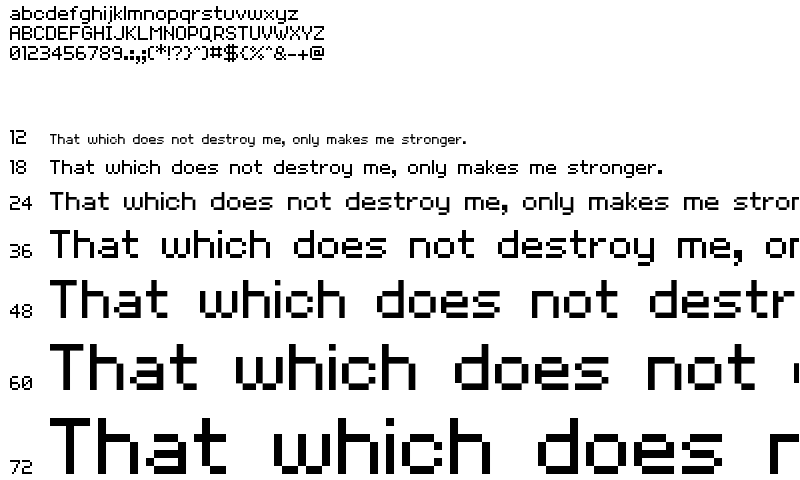 abcdefghijklmnopqrstuvwxyz
ABCDEFGHIJKLMNOPQRSTUVWXYZ
0123456789.:,;(*!?)^)#${%^&-+@
12 That which does not destroy me, only makes me stronger.
18 That which does not destroy me, only makes me stronger.
24 That which does not destroy me, only makes me stron
36 That which does not destroy me, on
48 That which does not destr
60 That which does not
72 That which does